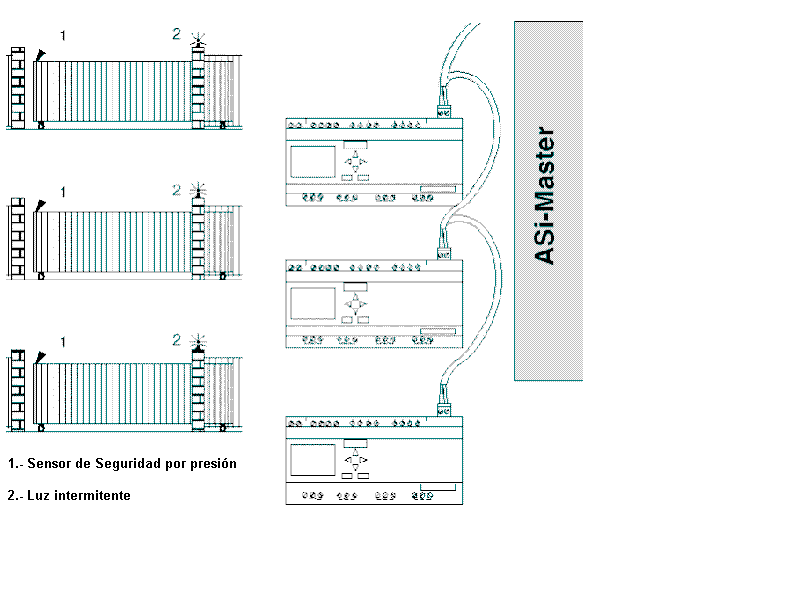 1 2
1 2
1 2
ASi-Master
1.- Sensor de Seguridad por presión
2.- Luz intermitente